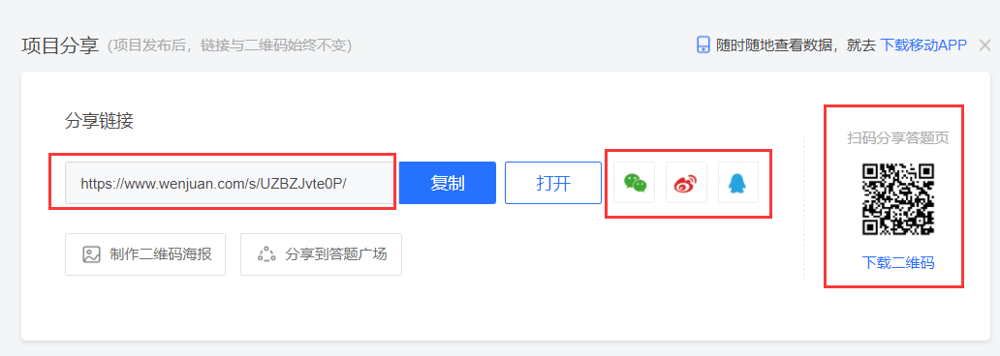 项目分享 (项目发布后，链接与二维码始终不变)
随时随地查看数据，就去 下载移动APP
分享链接
https://www.wenjuan.com/s/UZBZJvte0P/
复制
打开
制作二维码海报
分享到答题广场
扫码分享答题页
下载二维码